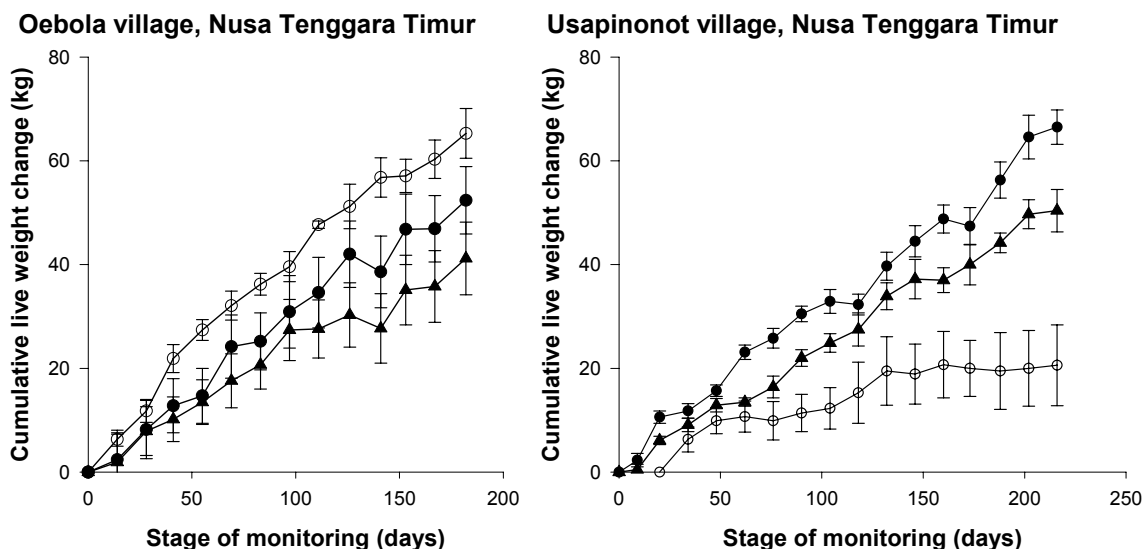 Oebola village, Nusa Tenggara Timur
Cumulative live weight change (kg)
80
60
40
20
0
0 50 100 150 200
Stage of monitoring (days)
Usapinonot village, Nusa Tenggara Timur
Cumulative live weight change (kg)
80
60
40
20
0
0 50 100 150 200 250
Stage of monitoring (days)